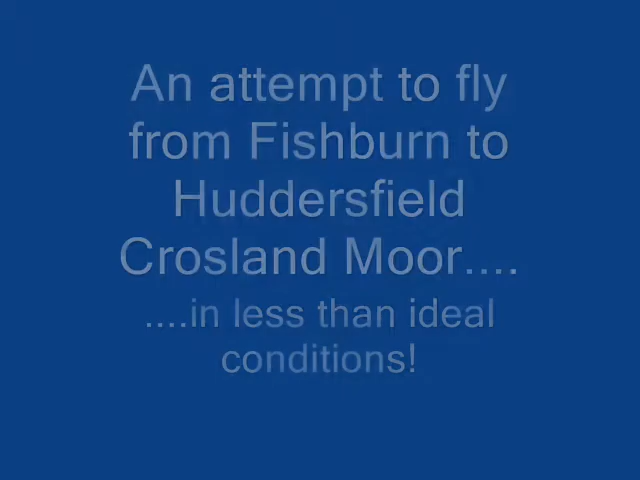 An attempt to fly
from Fishburn to
Huddersfield
Crosland Moor....
....in less than ideal
conditions!